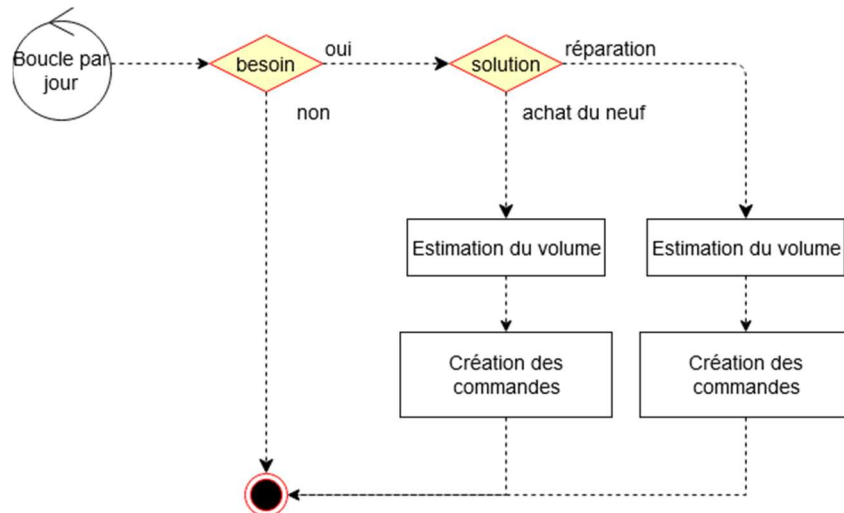 Boucle par
jour
besoin
oui
solution
réparation
non
achat du neuf
Estimation du volume
Estimation du volume
Création des
commandes
Création des
commandes